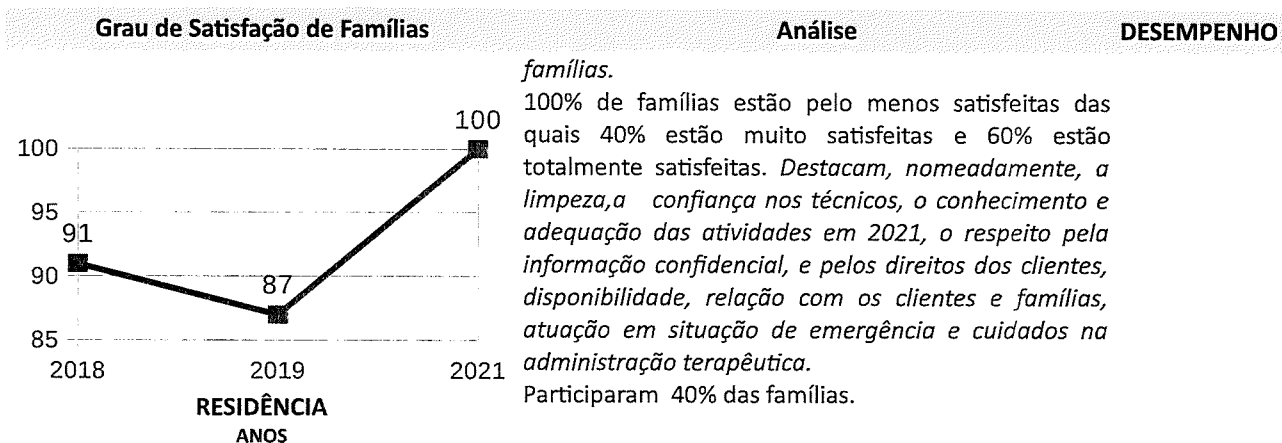 Grau de Satisfação de Famílias Análise DESEMPENHO
100
95
90
85
91
87
100
2018 2019 2021
RESIDÊNCIA
ANOS
famílias.
100% de famílias estão pelo menos satisfeitas das
quais 40% estão muito satisfeitas e 60% estão
totalmente satisfeitas. Destacam, nomeadamente, a
limpeza,a confiança nos técnicos, o conhecimento e
adequação das atividades em 2021, o respeito pela
informação confidencial, e pelos direitos dos clientes,
disponibilidade, relação com os clientes e famílias,
atuação em situação de emergência e cuidados na
administração terapêutica.
Participaram 40% das famílias.